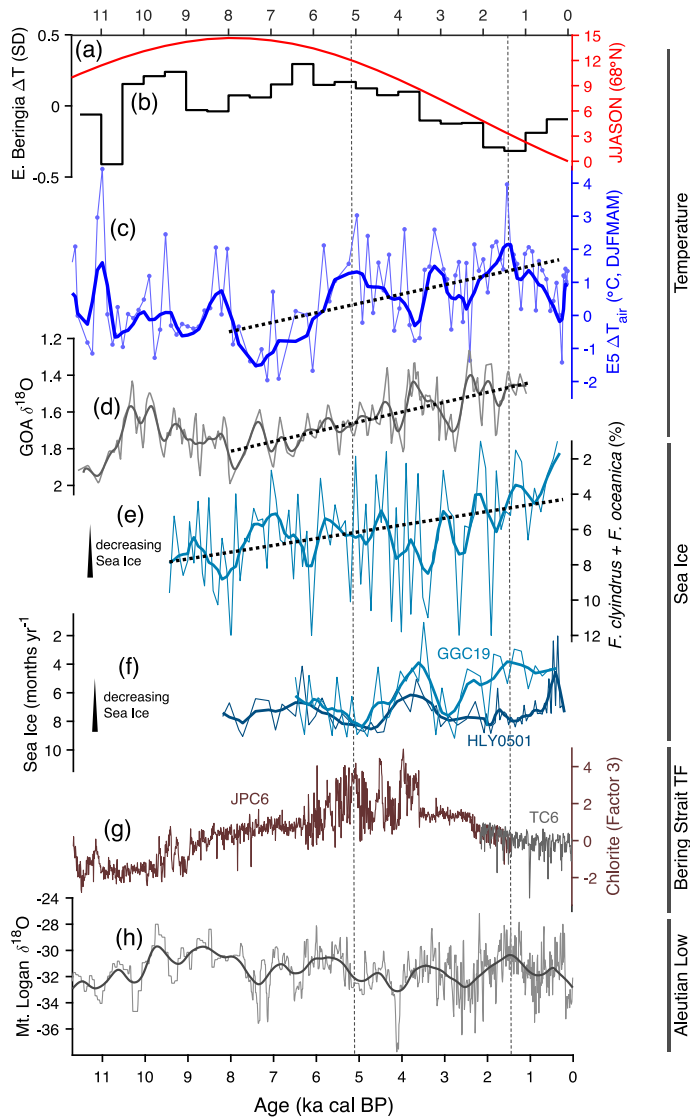 11 10 9 8 7 6 5 4 3 2 1 0
(a)
(b)
E. Beringia ΔT (SD)
0.5
0
-0.5
15
12
9
6
3
0
JJASON (68°N)
Temperature
(c)
4
3
2
1
0
-1
-2
E5 ΔTair (°C, DJFMAM)
(d)
GOA δ18O
1.2
1.4
1.6
1.8
2
(e)
decreasing
Sea Ice
4
6
8
10
12
F. clyindrus + F. oceanica (%)
Sea Ice
(f)
decreasing
Sea Ice
Sea Ice (months yr-1)
2
4
6
8
10
GGC19
HLY0501
(g)
JPC6
TC6
4
2
0
-2
Chlorite (Factor 3)
Bering Strait TF
(h)
Mt. Logan δ18O
-24
-26
-28
-30
-32
-34
-36
-38
Aleutian Low
11 10 9 8 7 6 5 4 3 2 1 0
Age (ka cal BP)